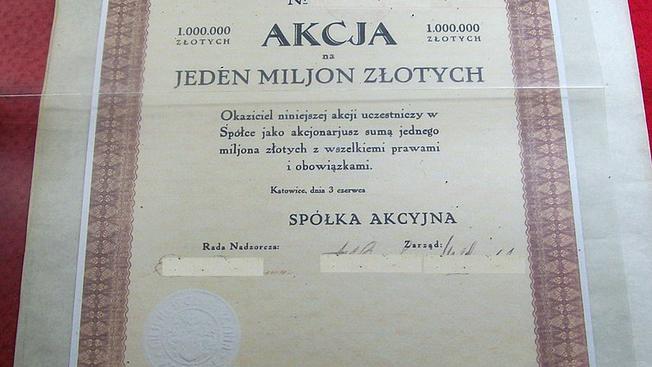 №
1.000.000 ZŁOTYCH
AKCJA
1.000.000 ZŁOTYCH
na
JEDEN MILJON ZŁOTYCH
Okaziciel niniejszej akcji uczestniczy w
Spółce jako akcjonarjusz sumą jednego
miljona złotych z wszelkiemi prawami
i obowiązkami.
Katowice, dnia 3 czerwca
SPÓŁKA AKCYJNA
Rada Nadzorcza:
Zarząd: